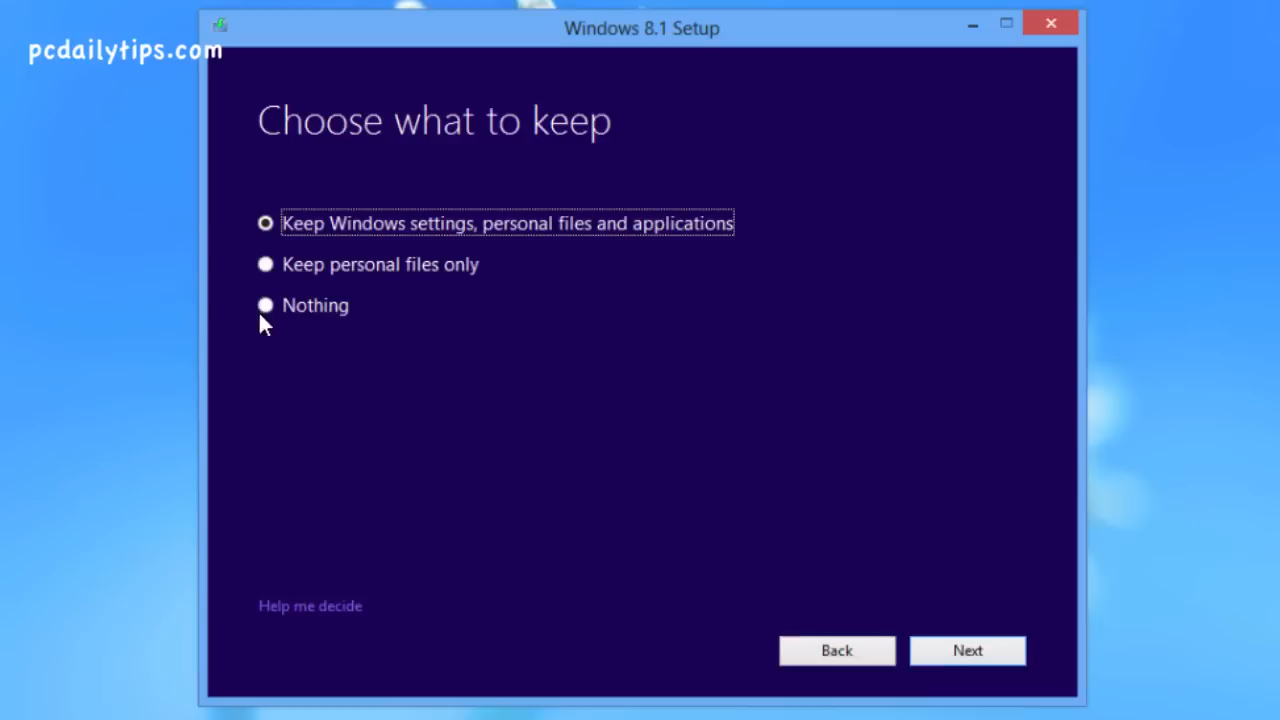 Windows 8.1 Setup
pcdailytips.com
Choose what to keep
Keep Windows settings, personal files and applications
Keep personal files only
Nothing
Help me decide
Back
Next